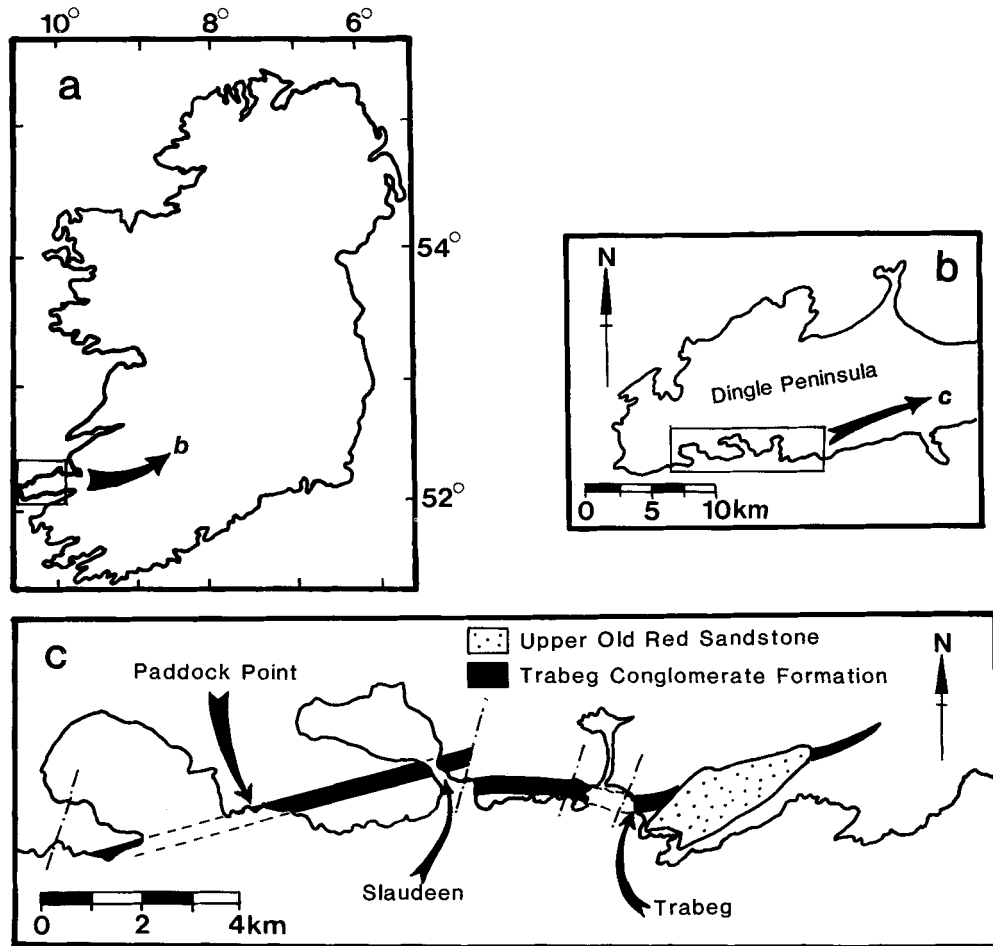 10° 8° 6°
a
54°
b
52°
b
N
Dingle Peninsula
c
0 5 10km
c
Upper Old Red Sandstone
Trabeg Conglomerate Formation
N
Paddock Point
Slaudeen
Trabeg
0 2 4km